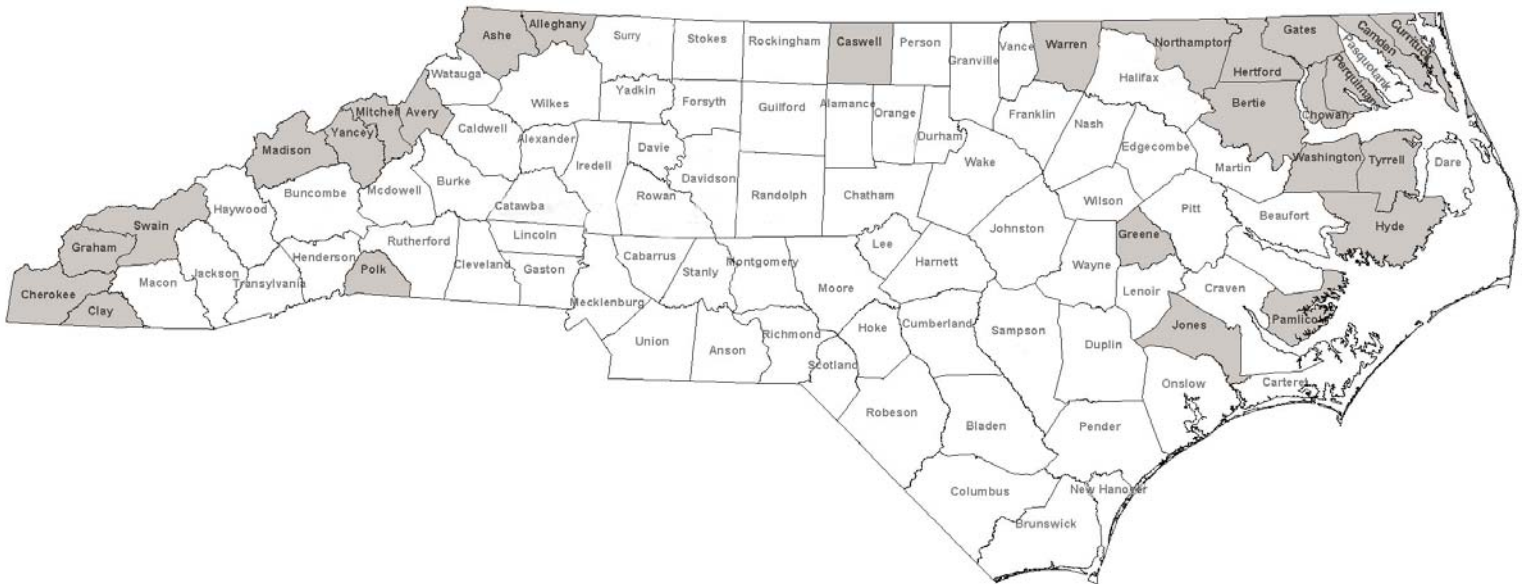 Ashe
Alleghany
Surry
Stokes
Rockingham
Caswell
Person
Granville
Vance
Warren
Northampton
Gates
Camden
Currituck
Pasquotank
Perquiman
Hertford
Halifax
Watauga
Wilkes
Yadkin
Forsyth
Guilford
Alamance
Orange
Durham
Franklin
Nash
Edgecombe
Bertie
Chowan
Mitchell
Avery
Yancey
Madison
Caldwell
Alexander
Iredell
Davie
Davidson
Randolph
Chatham
Wake
Wilson
Martin
Washington
Tyrrell
Dare
Buncombe
Mcdowell
Burke
Catawba
Rowan
Haywood
Swain
Graham
Cherokee
Clay
Macon
Jackson
Transylvania
Henderson
Polk
Rutherford
Cleveland
Lincoln
Gaston
Mecklenburg
Cabarrus
Stanly
Montgomery
Moore
Lee
Harnett
Johnston
Wayne
Greene
Pitt
Beaufort
Hyde
Lenoir
Craven
Pamlico
Jones
Union
Anson
Richmond
Scotland
Hoke
Cumberland
Sampson
Duplin
Onslow
Carteret
Robeson
Bladen
Pender
Columbus
New Hanover
Brunswick